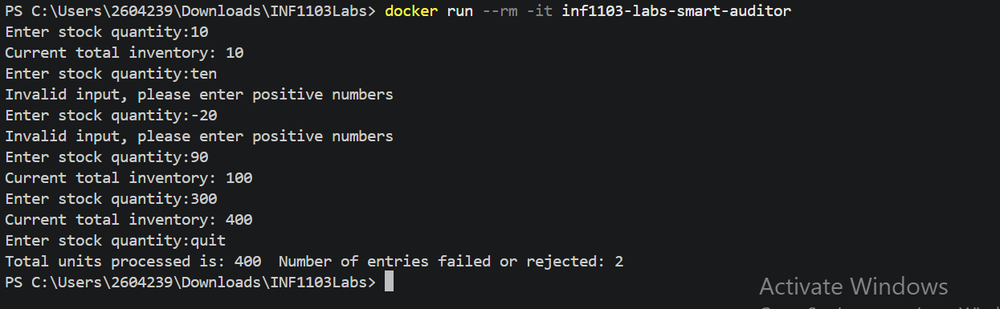 PS C:\Users\2604239\Downloads\INF1103Labs> docker run --rm -it inf1103-labs-smart-auditor
Enter stock quantity:10
Current total inventory: 10
Enter stock quantity:ten
Invalid input, please enter positive numbers
Enter stock quantity:-20
Invalid input, please enter positive numbers
Enter stock quantity:90
Current total inventory: 100
Enter stock quantity:300
Current total inventory: 400
Enter stock quantity:quit
Total units processed is: 400  Number of entries failed or rejected: 2
PS C:\Users\2604239\Downloads\INF1103Labs>
Activate Windows